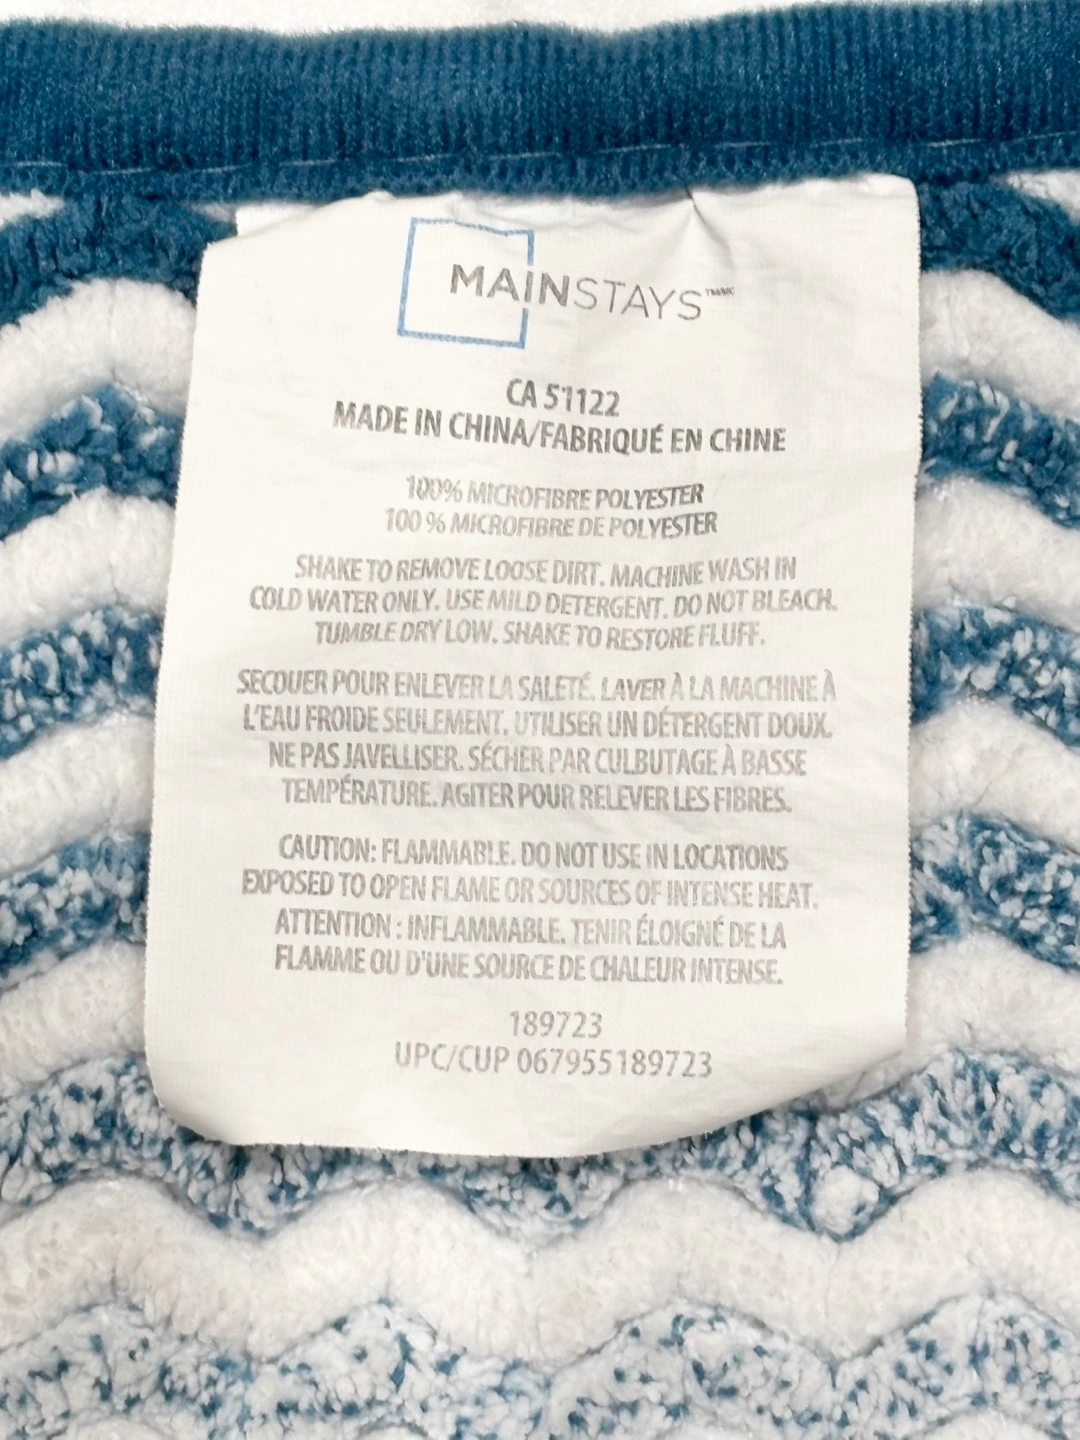 MAINSTAYS™/MC
CA 51122
MADE IN CHINA/FABRIQUÉ EN CHINE
100% MICROFIBRE POLYESTER
100 % MICROFIBRE DE POLYESTER
SHAKE TO REMOVE LOOSE DIRT. MACHINE WASH IN
COLD WATER ONLY. USE MILD DETERGENT. DO NOT BLEACH.
TUMBLE DRY LOW. SHAKE TO RESTORE FLUFF.
SECOUER POUR ENLEVER LA SALETÉ. LAVER À LA MACHINE À
L'EAU FROIDE SEULEMENT. UTILISER UN DÉTERGENT DOUX.
NE PAS JAVELLISER. SÉCHER PAR CULBUTAGE À BASSE
TEMPÉRATURE. AGITER POUR RELEVER LES FIBRES.
CAUTION: FLAMMABLE. DO NOT USE IN LOCATIONS
EXPOSED TO OPEN FLAME OR SOURCES OF INTENSE HEAT.
ATTENTION : INFLAMMABLE. TENIR ÉLOIGNÉ DE LA
FLAMME OU D'UNE SOURCE DE CHALEUR INTENSE.
189723
UPC/CUP 067955189723